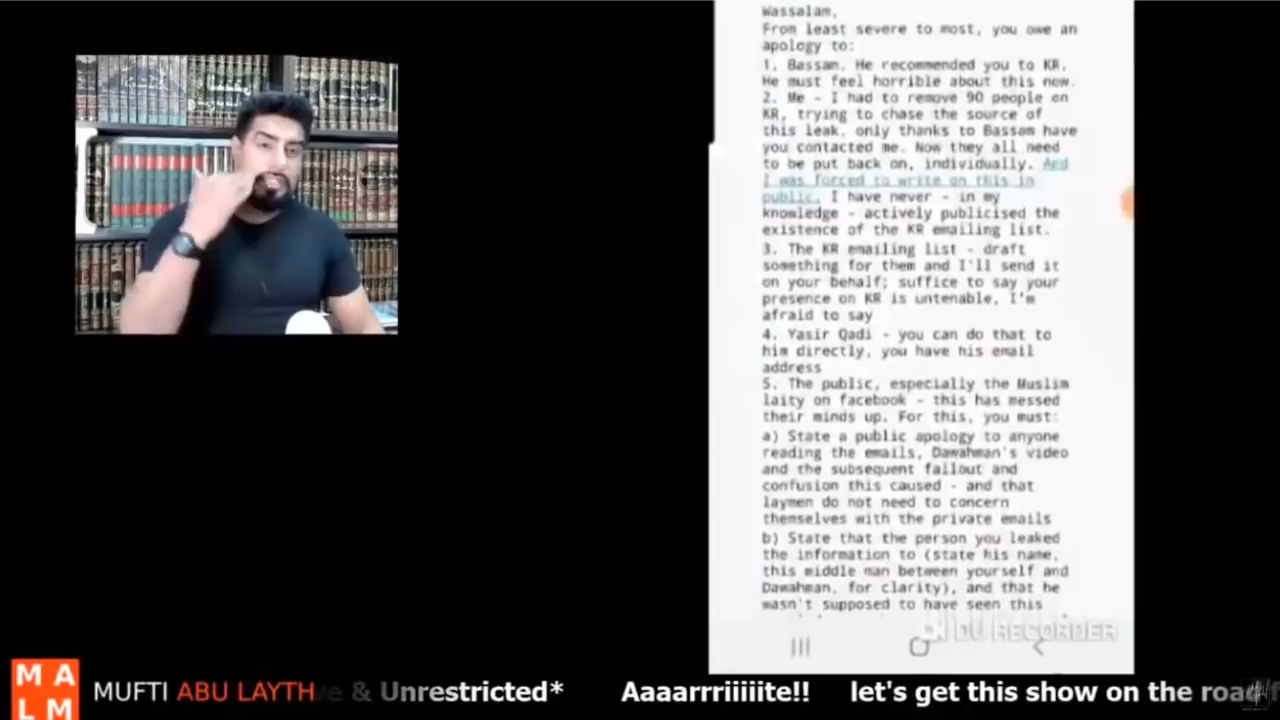 Wassalam,
From least severe to most, you owe an
apology to:
1, Bassam. He recommended you to KR.
He must feel horrible about this now.
2. Me - I had to remove 90 people on
KR, trying to chase the source of
this leak, only thanks to Bassam have
you contacted me. Now they all need
to be put back on, individually. And
I was forced to write on this in
public. I have never - in my
knowledge - actively publicised the
existence of the KR emailing list.
3. The KR emailing list - draft
something for them and I'll send it
on your behalf; suffice to say your
presence on KR is untenable, I'm
afraid to say
4. Yasir Qadi - you can do that to
him directly, you have his email
address
5. The public, especially the Muslim
laity on facebook - this has messed
their minds up. For this, you must:
a) State a public apology to anyone
reading the emails, Dawahman's video
and the subsequent fallout and
confusion this caused - and that
laymen do not need to concern
themselves with the private emails
b) State that the person you leaked
the information to (state his name,
this middle man between yourself and
Dawahman, for clarity), and that he
wasn't supposed to have seen this
DU RECORDER
MA
LM
MUFTI ABU LAYTH
e & Unrestricted* Aaaarrriiiiite!! let's get this show on the road